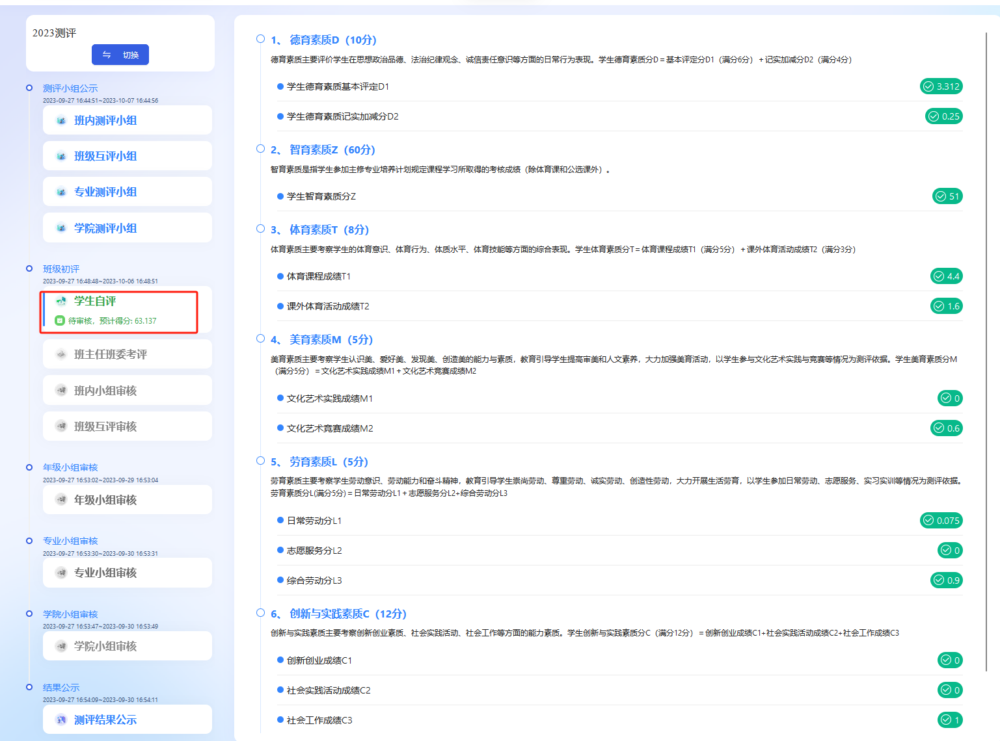 2023测评
切换
测评小组公示
2023-09-27 16:44:51~2023-10-07 16:44:56
班内测评小组
班级互评小组
专业测评小组
学院测评小组
班级初评
2023-09-27 16:48:48~2023-10-06 16:48:51
学生自评
待审核，预计得分: 63.137
班主任班委考评
班内小组审核
班级互评审核
年级小组审核
2023-09-27 16:53:02~2023-09-29 16:53:04
年级小组审核
专业小组审核
2023-09-27 16:53:30~2023-09-30 16:53:31
专业小组审核
学院小组审核
2023-09-27 16:53:47~2023-09-30 16:53:49
学院小组审核
结果公示
2023-09-27 16:54:09~2023-09-30 16:54:11
测评结果公示
1、 德育素质D（10分）
德育素质主要评价学生在思想政治品德、法治纪律观念、诚信责任意识等方面的日常行为表现。学生德育素质分D＝基本评定分D1（满分6分）＋记实加减分D2（满分4分）
学生德育素质基本评定D1 3.312
学生德育素质记实加减分D2 0.25
2、 智育素质Z（60分）
智育素质是指学生参加主修专业培养计划规定课程学习所取得的考核成绩（除体育课和公选课外）。
学生智育素质分Z 51
3、 体育素质T（8分）
体育素质主要考察学生的体育意识、体育行为、体质水平、体育技能等方面的综合表现。学生体育素质分T＝体育课程成绩T1（满分5分）＋课外体育活动成绩T2（满分3分）
体育课程成绩T1 4.4
课外体育活动成绩T2 1.6
4、 美育素质M（5分）
美育素质主要考察学生认识美、爱好美、发现美、创造美的能力与素质，教育引导学生提高审美和人文素养，大力加强美育活动，以学生参与文化艺术实践与竞赛等情况为测评依据。学生美育素质分M
（满分5分）＝文化艺术实践成绩M1＋文化艺术竞赛成绩M2
文化艺术实践成绩M1 0
文化艺术竞赛成绩M2 0.6
5、 劳育素质L（5分）
劳育素质主要考察学生劳动意识、劳动能力和奋斗精神，教育引导学生崇尚劳动、尊重劳动、诚实劳动、创造性劳动，大力开展生活劳育，以学生参加日常劳动、志愿服务、实习实训等情况为测评依据。
劳育素质分L(满分5分)＝日常劳动分L1＋志愿服务分L2+综合劳动分L3
日常劳动分L1 0.075
志愿服务分L2 0
综合劳动分L3 0.9
6、 创新与实践素质C（12分）
创新与实践素质主要考察创新创业素质、社会实践活动、社会工作等方面的能力素质。学生创新与实践素质分C（满分12分）＝创新创业成绩C1+社会实践活动成绩C2+社会工作成绩C3
创新创业成绩C1 0
社会实践活动成绩C2 0
社会工作成绩C3 1